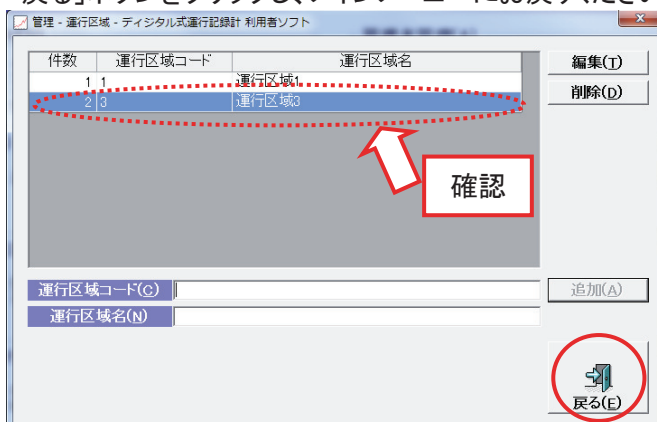 管理 - 運行区域 - ディジタル式運行記録計 利用者ソフト
件数 運行区域コード 運行区域名
1 1 運行区域1
2 3 運行区域3
編集(T)
削除(D)
確認
運行区域コード(C)
追加(A)
運行区域名(N)
戻る(E)